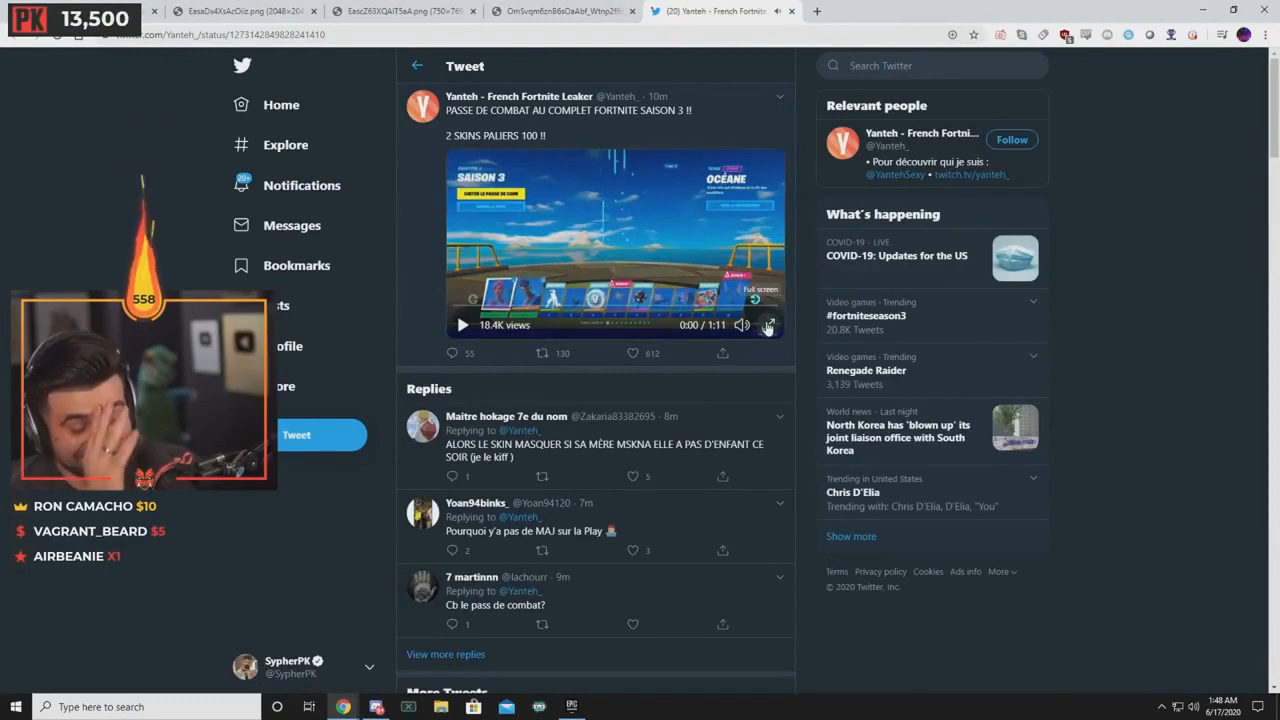 PK 13,500
EasaDx4XsAcOiiz.png (2048×204
EascZ63XQAIT5aA.png (750×76
(20) Yanteh - French Fortnite
/Yanteh_/status/1273142849828241410
Tweet
Search Twitter
Home
Explore
20+
Notifications
Messages
Bookmarks
Tweet
Yanteh - French Fortnite Leaker @Yanteh_ · 10m
PASSE DE COMBAT AU COMPLET FORTNITE SAISON 3 !!
2 SKINS PALIERS 100 !!
SAISON 3
OCÉANE
Full screen
18.4K views
0:00 / 1:11
55 130 612
Replies
Maitre hokage 7e du nom @Zakaria83382695 · 8m
Replying to @Yanteh_
ALORS LE SKIN MASQUER SI SA MÈRE MSKNA ELLE A PAS D'ENFANT CE
SOIR (je le kiff )
1 5
Yoan94binks_ @Yoan94120 · 7m
Replying to @Yanteh_
Pourquoi y'a pas de MAJ sur la Play
2 3
7 martinnn @lachourr · 9m
Replying to @Yanteh_
Cb le pass de combat?
1
View more replies
More Tweets
Relevant people
Yanteh - French Fortni...
@Yanteh_
Follow
• Pour découvrir qui je suis :
@YantehSexy • twitch.tv/yanteh_
What's happening
COVID-19 · LIVE
COVID-19: Updates for the US
Video games · Trending
#fortniteseason3
20.8K Tweets
Video games · Trending
Renegade Raider
3,139 Tweets
World news · Last night
North Korea has 'blown up' its
joint liaison office with South
Korea
Trending in United States
Chris D'Elia
Trending with: Chris D'Elia, D'Elia, "You"
Show more
Terms Privacy policy Cookies Ads info More
© 2020 Twitter, Inc.
558
RON CAMACHO $10
VAGRANT_BEARD $5
AIRBEANIE X1
SypherPK
@SypherPK
Type here to search
EPIC
1:48 AM
6/17/2020